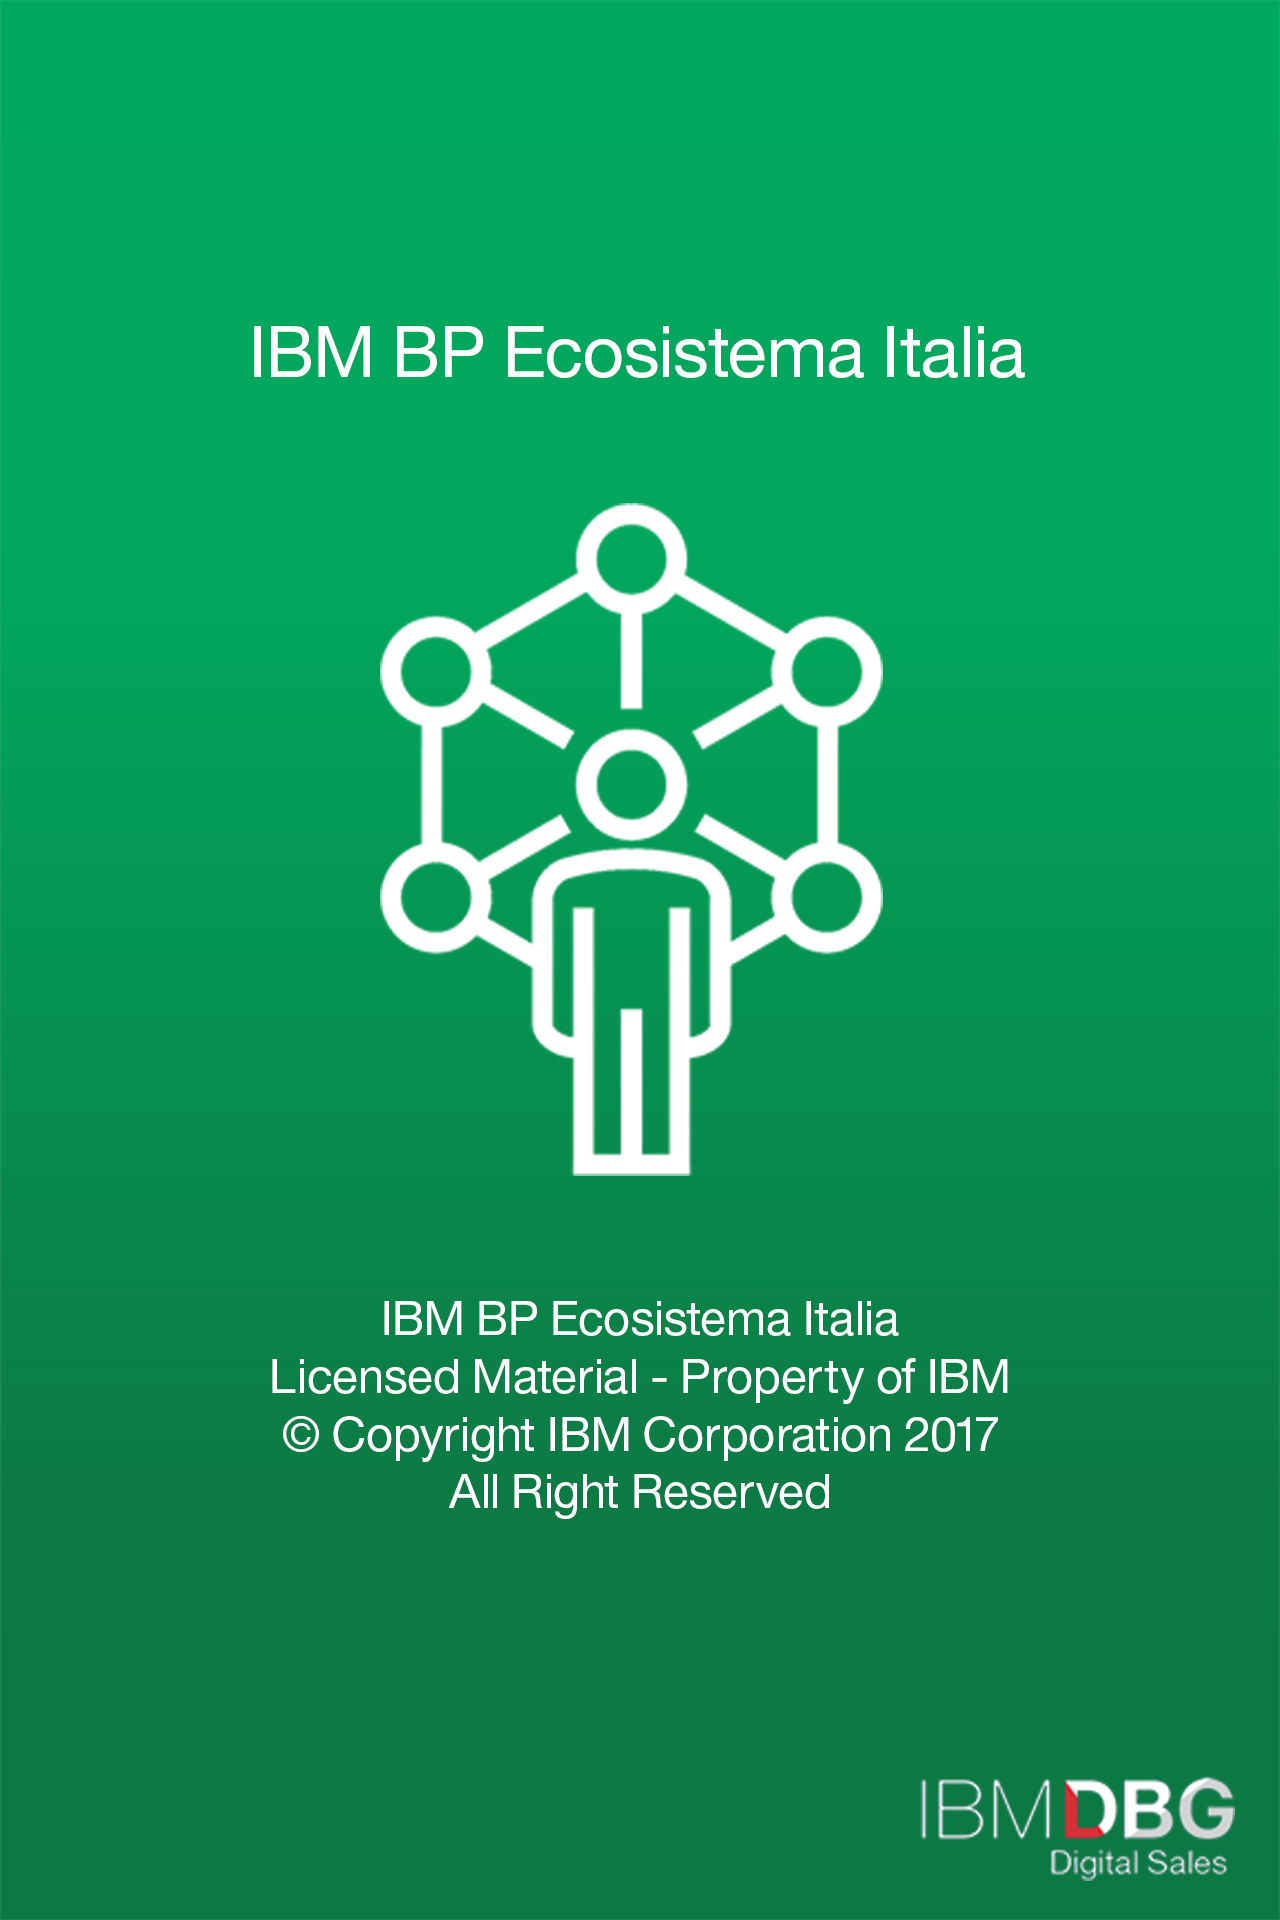 IBM BP Ecosistema Italia
IBM BP Ecosistema Italia
Licensed Material - Property of IBM
© Copyright IBM Corporation 2017
All Right Reserved
IBMDBG
Digital Sales